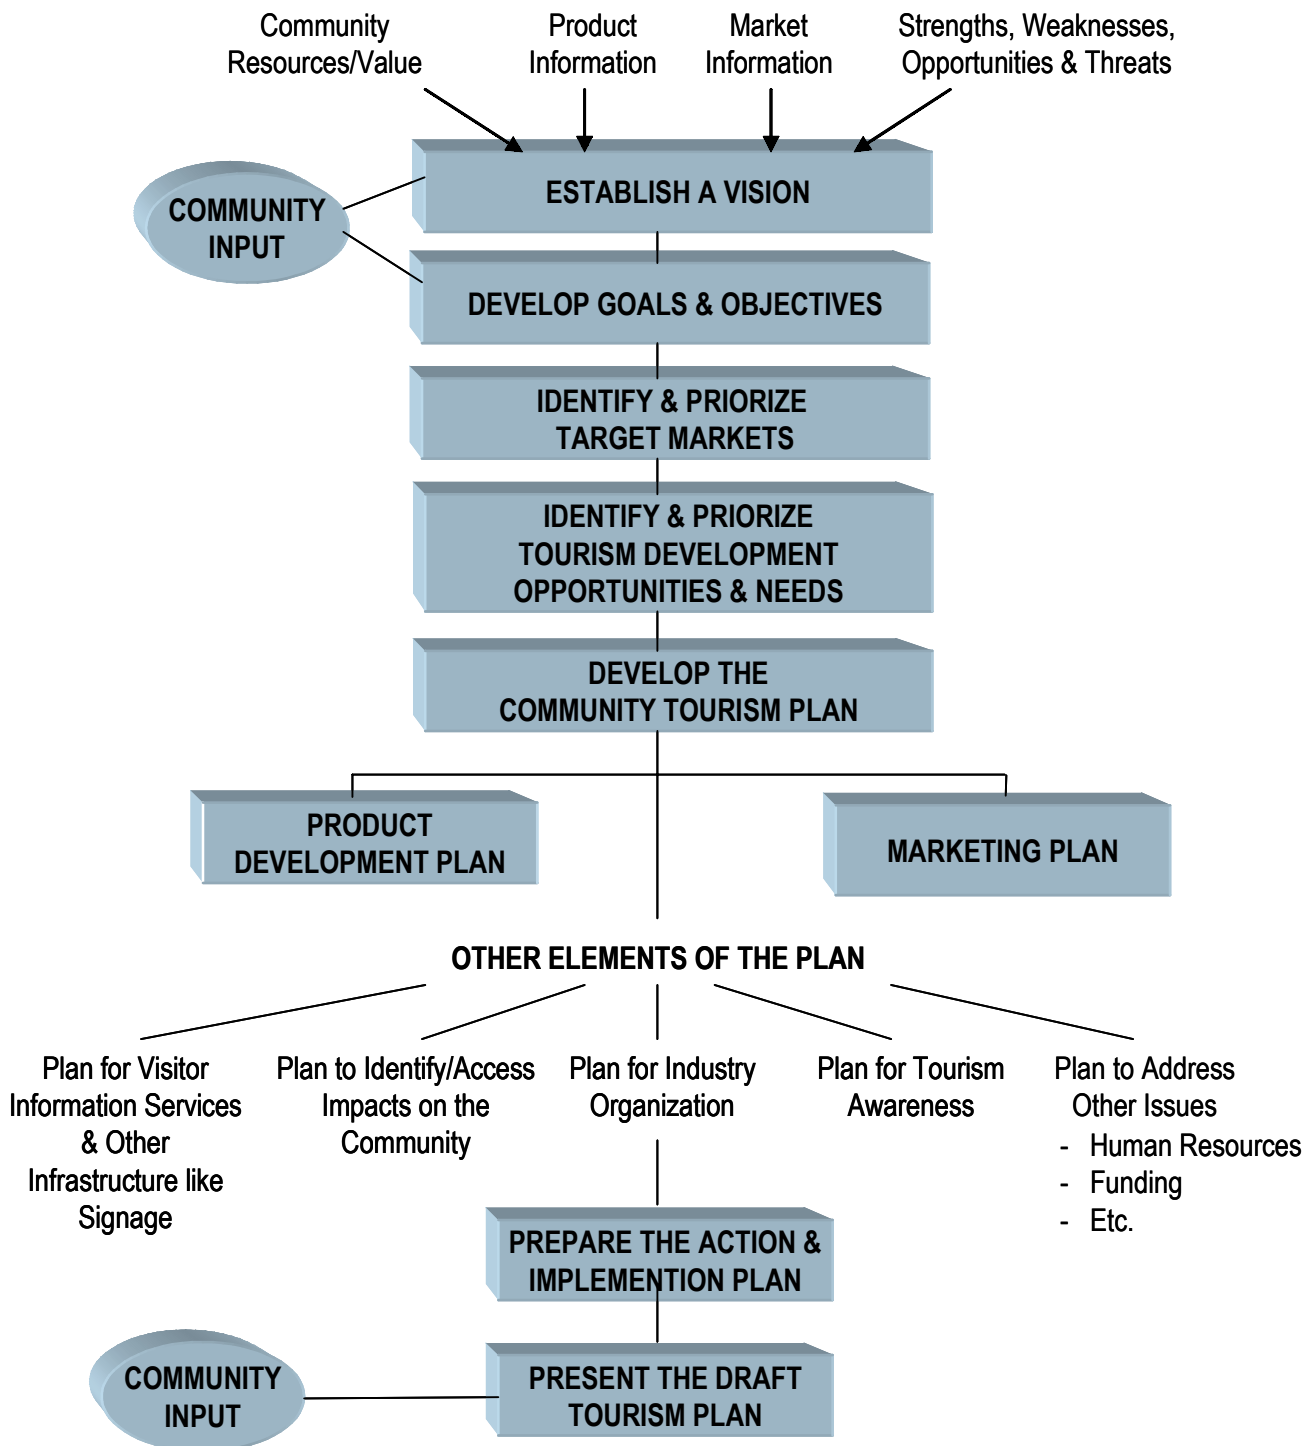 Community
Resources/Value
Product
Information
Market
Information
Strengths, Weaknesses,
Opportunities & Threats
ESTABLISH A VISION
COMMUNITY
INPUT
DEVELOP GOALS & OBJECTIVES
IDENTIFY & PRIORIZE
TARGET MARKETS
IDENTIFY & PRIORIZE
TOURISM DEVELOPMENT
OPPORTUNITIES & NEEDS
DEVELOP THE
COMMUNITY TOURISM PLAN
PRODUCT
DEVELOPMENT PLAN
MARKETING PLAN
OTHER ELEMENTS OF THE PLAN
Plan for Visitor
Information Services
& Other
Infrastructure like
Signage
Plan to Identify/Access
Impacts on the
Community
Plan for Industry
Organization
Plan for Tourism
Awareness
Plan to Address
Other Issues
- Human Resources
- Funding
- Etc.
PREPARE THE ACTION &
IMPLEMENTION PLAN
COMMUNITY
INPUT
PRESENT THE DRAFT
TOURISM PLAN